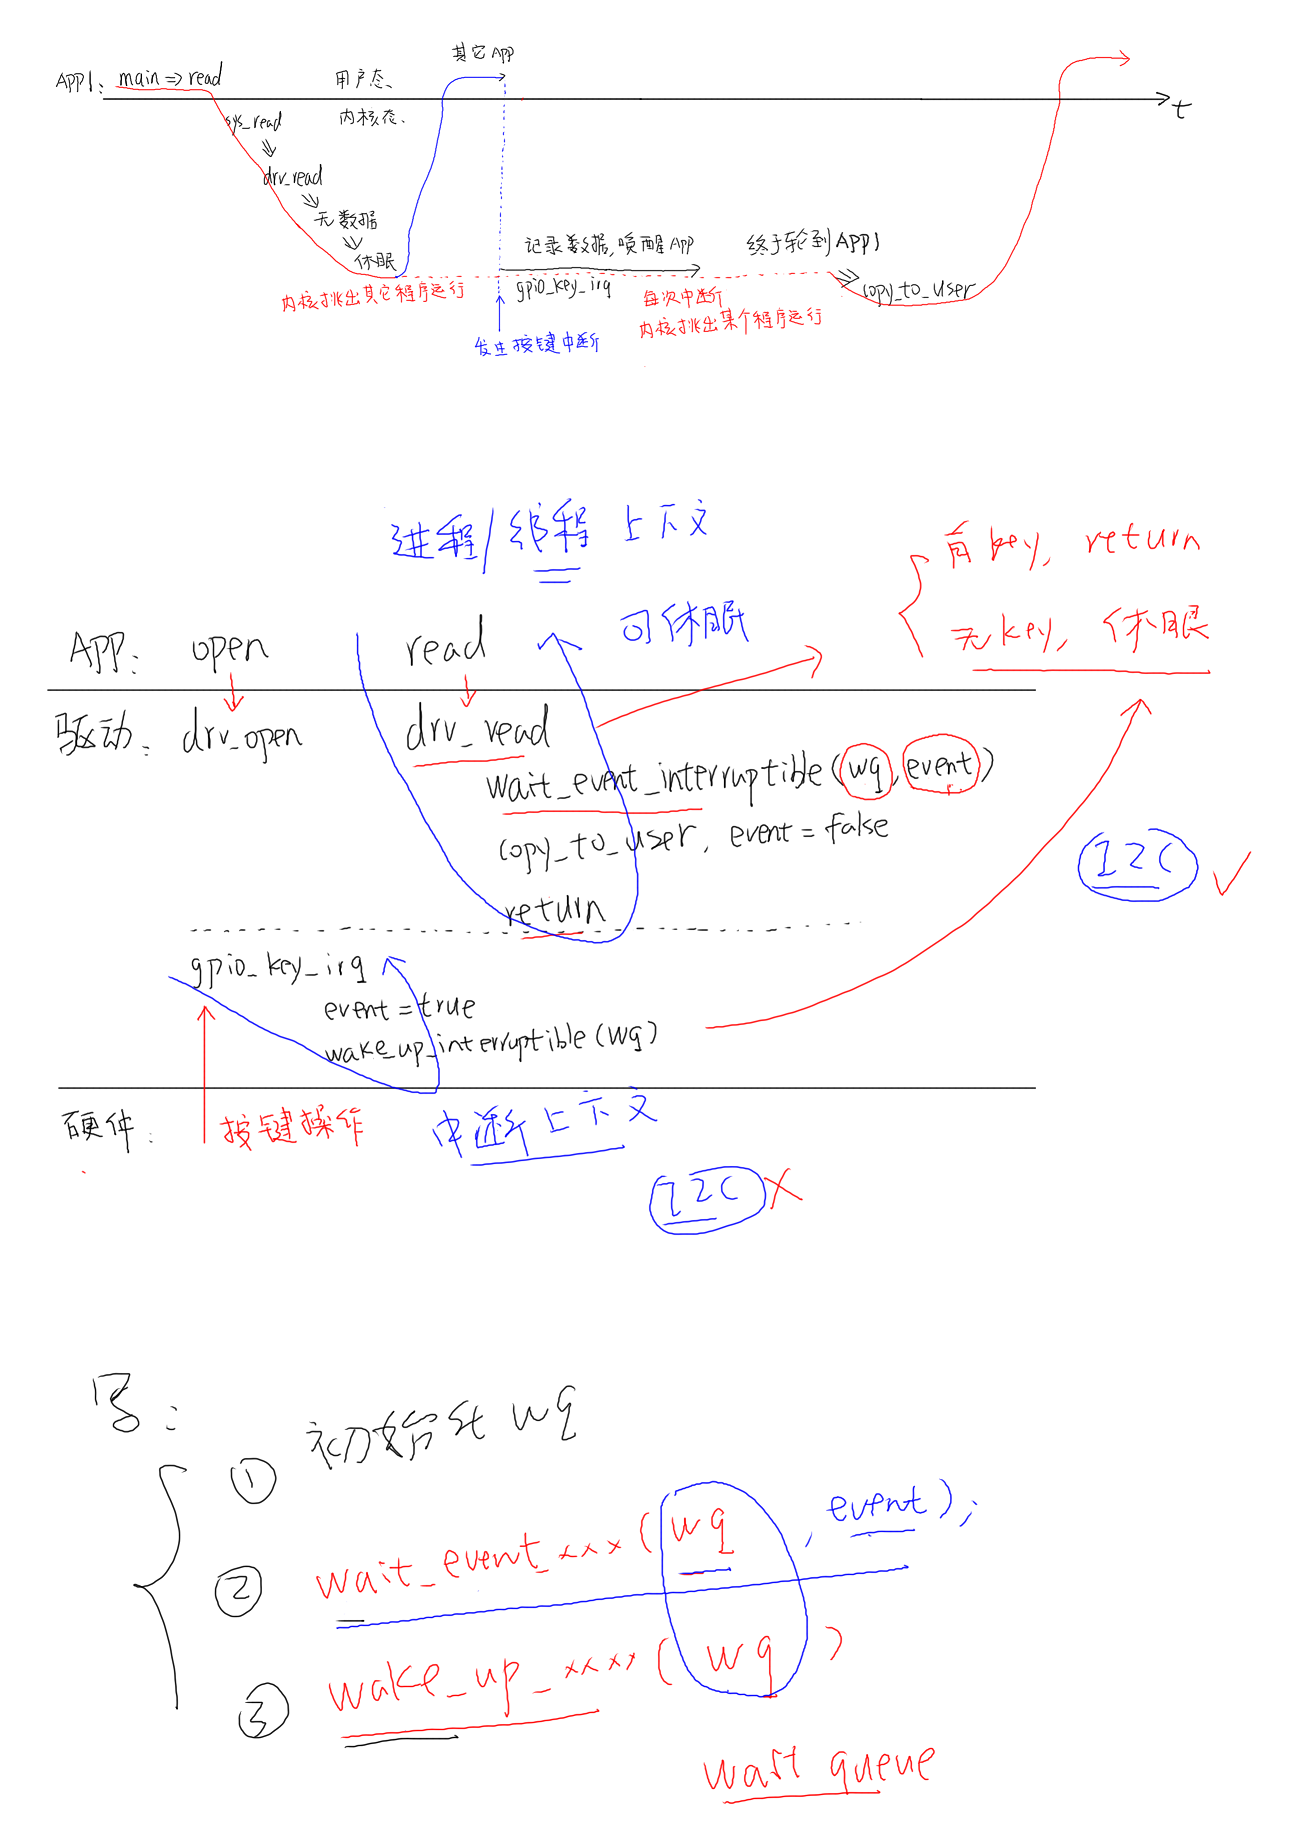 其它APP
APP1: main => read
用户态、
内核态、
t
sys_read
drv_read
无数据
休眠
记录数据,唤醒APP
终于轮到APP1
gpio_key_irq
copy_to_user
内核挑出其它程序运行
每次中断
内核挑出某个程序运行
发生按键中断
进程/线程 上下文
有key, return
无key, 休眠
可休眠
APP: open read
驱动: drv_open drv_read
wait_event_interruptible(wq, event)
copy_to_user, event = false
I2C
return
gpio_key_irq
event = true
wake_up_interruptible(wq)
硬件: 按键操作 中断上下文
I2C
写:
① 初始化 wq
② wait_event_xxx(wq, event);
③ wake_up_xxxx(wq)
wait queue